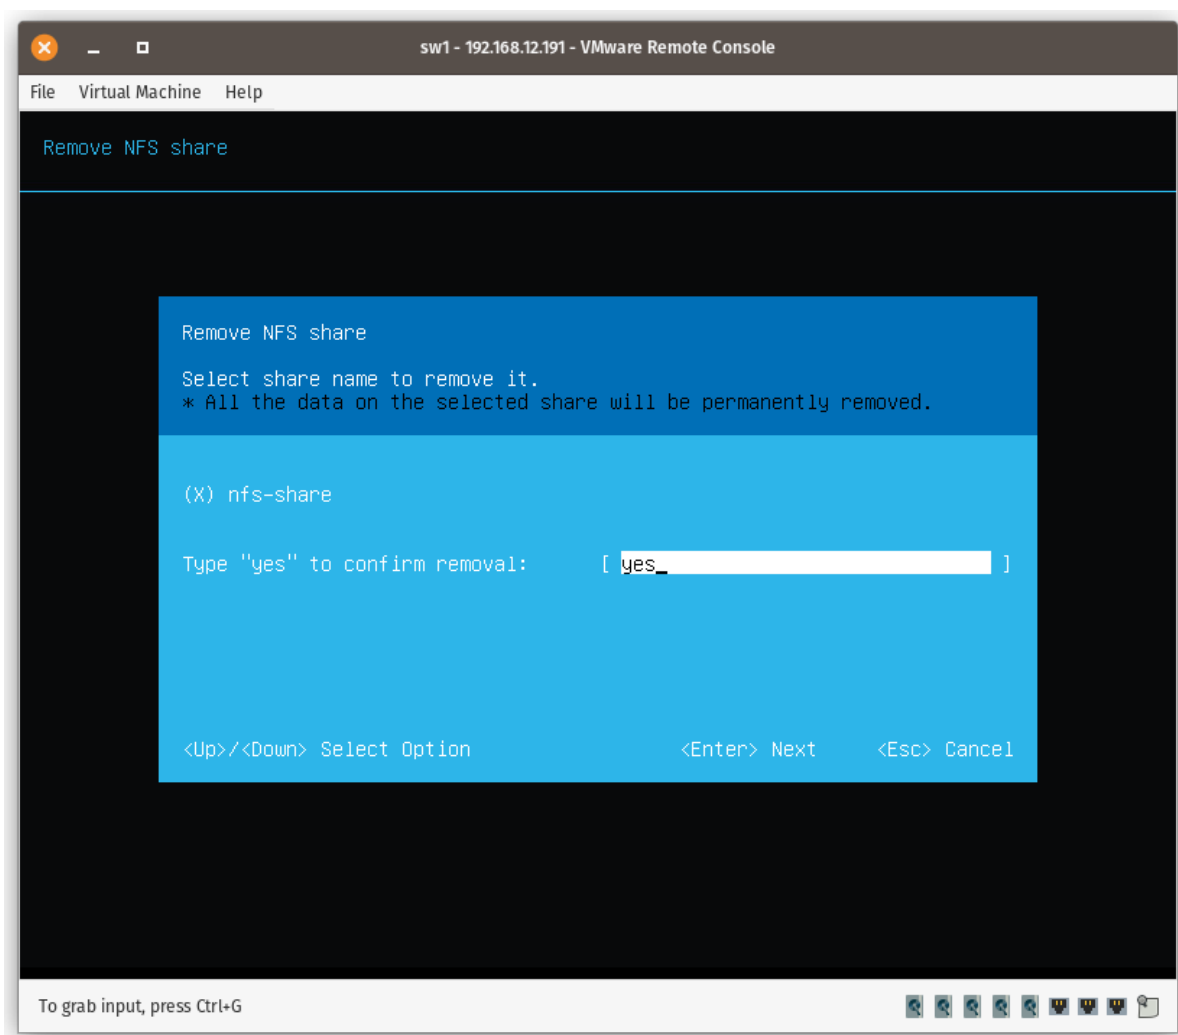 sw1 - 192.168.12.191 - VMware Remote Console
File Virtual Machine Help
Remove NFS share
Remove NFS share
Select share name to remove it.
* All the data on the selected share will be permanently removed.
(X) nfs-share
Type "yes" to confirm removal: [ yes_ ]
<Up>/<Down> Select Option <Enter> Next <Esc> Cancel
To grab input, press Ctrl+G